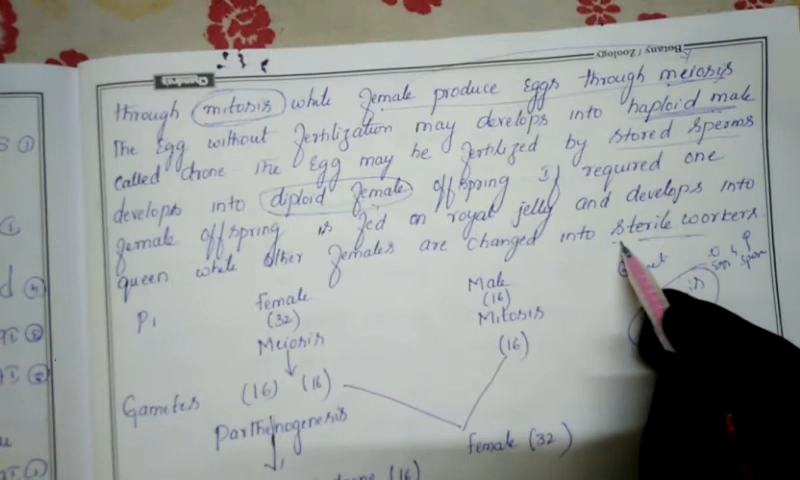 Botany / Zoology
through mitosis while female produce eggs through meiosis
The Egg without fertilization may develops into haploid male
called drone the Egg may be fertilized by stored sperms
develops into diploid female offspring If required one
female offspring is fed on royal jelly and develops into
queen while other females are changed into sterile workers
P1
Female
(32)
Meiosis
Male
(16)
Mitosis
(16)
Gametes
(16) (16)
Parthenogenesis
female (32)
(16)